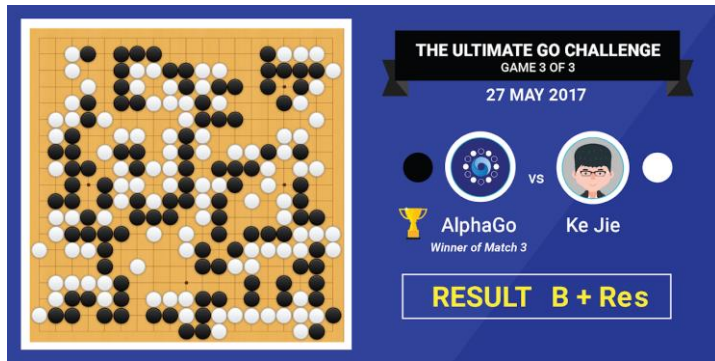 THE ULTIMATE GO CHALLENGE
GAME 3 OF 3
27 MAY 2017
vs
AlphaGo
Ke Jie
Winner of Match 3
RESULT B + Res